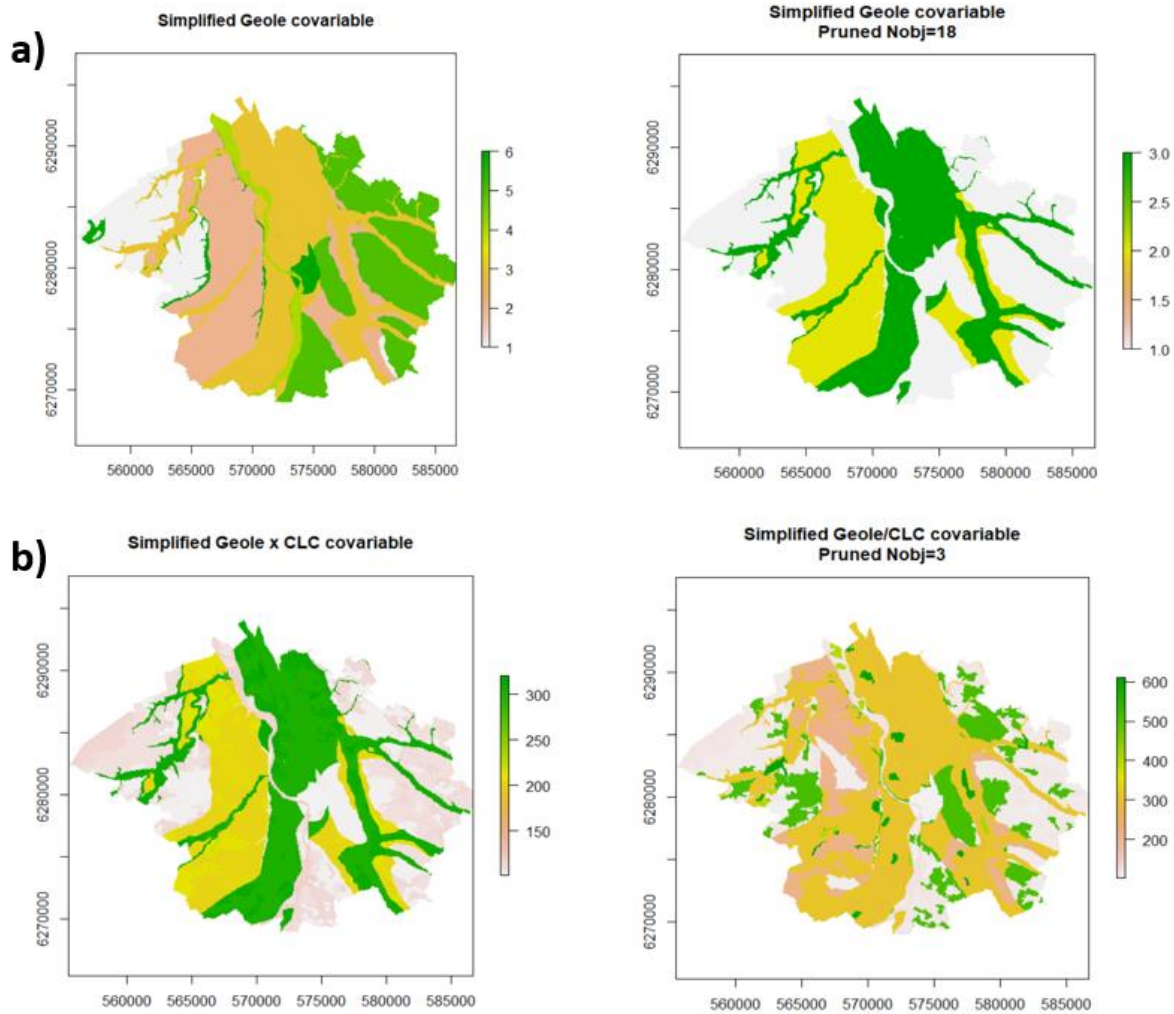 a)
Simplified Geole covariable
6290000
6280000
6270000
560000 565000 570000 575000 580000 585000
6
5
4
3
2
1
Simplified Geole covariable
Pruned Nobj=18
6290000
6280000
6270000
560000 565000 570000 575000 580000 585000
3.0
2.5
2.0
1.5
1.0
b)
Simplified Geole x CLC covariable
6290000
6280000
6270000
560000 565000 570000 575000 580000 585000
300
250
200
150
Simplified Geole/CLC covariable
Pruned Nobj=3
6290000
6280000
6270000
560000 565000 570000 575000 580000 585000
600
500
400
300
200